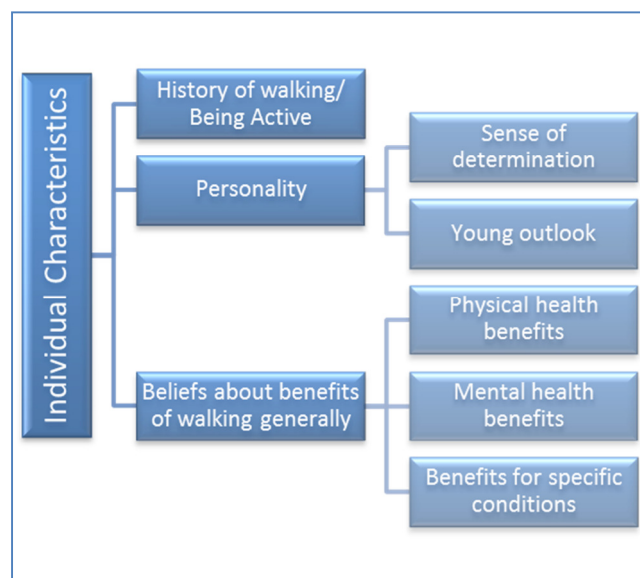 Individual Characteristics
History of walking/
Being Active
Personality
Sense of
determination
Young outlook
Beliefs about benefits
of walking generally
Physical health
benefits
Mental health
benefits
Benefits for specific
conditions